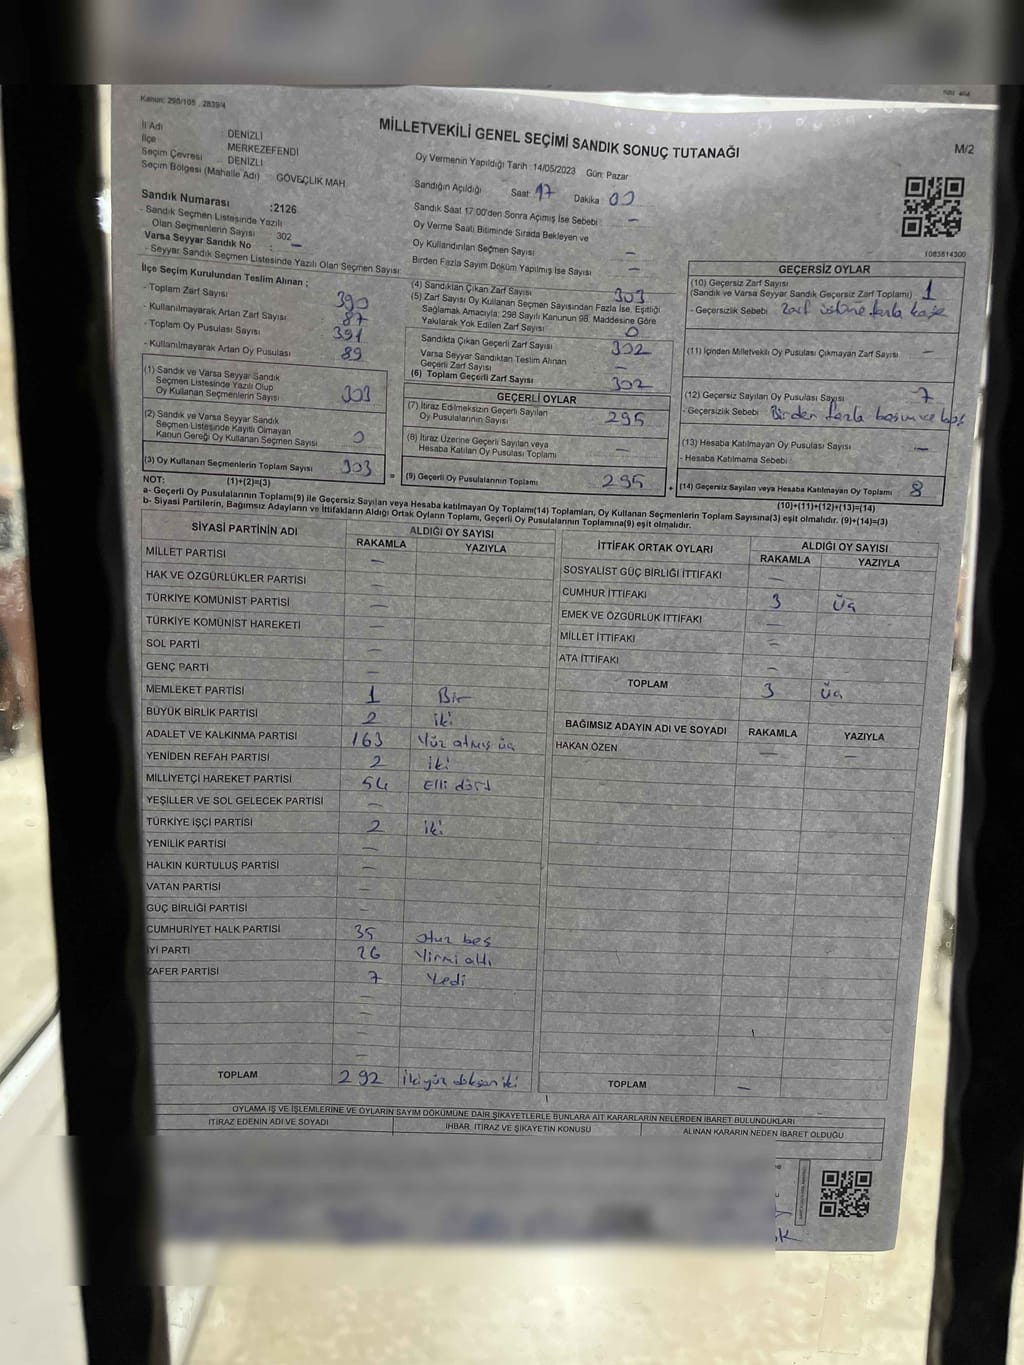 Kanun: 298/105 , 2839/4
MİLLETVEKİLİ GENEL SEÇİMİ SANDIK SONUÇ TUTANAĞI
M/2
İl Adı : DENİZLİ
İlçe : MERKEZEFENDİ
Seçim Çevresi : DENİZLİ
Seçim Bölgesi (Mahalle Adı) : GÖVEÇLİK MAH.
Sandık Numarası :2126
- Sandık Seçmen Listesinde Yazılı
Olan Seçmenlerin Sayısı : 302
Varsa Seyyar Sandık No : —
- Seyyar Sandık Seçmen Listesinde Yazılı Olan Seçmen Sayısı:
Oy Vermenin Yapıldığı Tarih :14/05/2023 Gün: Pazar
Sandığın Açıldığı Saat 17 Dakika 00
Sandık Saat 17:00'den Sonra Açımış İse Sebebi : —
Oy Verme Saati Bitiminde Sırada Bekleyen ve
Oy Kullandırılan Seçmen Sayısı : —
Birden Fazla Sayım Döküm Yapılmış İse Sayısı : —
1083814300
İlçe Seçim Kurulundan Teslim Alınan ;
- Toplam Zarf Sayısı : 390
- Kullanılmayarak Artan Zarf Sayısı : 87
- Toplam Oy Pusulası Sayısı : 391
- Kullanılmayarak Artan Oy Pusulası : 89
(1) Sandık ve Varsa Seyyar Sandık
Seçmen Listesinde Yazılı Olup
Oy Kullanan Seçmenlerin Sayısı 303
(2) Sandık ve Varsa Seyyar Sandık
Seçmen Listesinde Kayıtlı Olmayan
Kanun Gereği Oy Kullanan Seçmen Sayısı 0
(3) Oy Kullanan Seçmenlerin Toplam Sayısı 303
(4) Sandıktan Çıkan Zarf Sayısı 303
(5) Zarf Sayısı Oy Kullanan Seçmen Sayısından Fazla İse, Eşitliği
Sağlamak Amacıyla; 298 Sayılı Kanunun 98. Maddesine Göre
Yakılarak Yok Edilen Zarf Sayısı 0
Sandıkta Çıkan Geçerli Zarf Sayısı 302
Varsa Seyyar Sandıktan Teslim Alınan
Geçerli Zarf Sayısı —
(6) Toplam Geçerli Zarf Sayısı 302
GEÇERLİ OYLAR
(7) İtiraz Edilmeksizin Geçerli Sayılan
Oy Pusulalarının Sayısı 295
(8) İtiraz Üzerine Geçerli Sayılan veya
Hesaba Katılan Oy Pusulası Toplamı —
= (9) Geçerli Oy Pusulalarının Toplamı 295
GEÇERSİZ OYLAR
(10) Geçersiz Zarf Sayısı
(Sandık ve Varsa Seyyar Sandık Geçersiz Zarf Toplamı) 1
- Geçersizlik Sebebi : Zarf üstüne fazla kaşe
(11) İçinden Milletvekili Oy Pusulası Çıkmayan Zarf Sayısı : —
(12) Geçersiz Sayılan Oy Pusulası Sayısı : 7
- Geçersizlik Sebebi : Birden fazla
(13) Hesaba Katılmayan Oy Pusulası Sayısı : —
- Hesaba Katılmama Sebebi :
+ (14) Geçersiz Sayılan veya Hesaba Katılmayan Oy Toplamı 8
NOT: (1)+(2)=(3)
(10)+(11)+(12)+(13)=(14)
a- Geçerli Oy Pusulalarının Toplamı(9) ile Geçersiz Sayılan veya Hesaba katılmayan Oy Toplamı(14) Toplamları, Oy Kullanan Seçmenlerin Toplam Sayısına(3) eşit olmalıdır. (9)+(14)=(3)
b- Siyasi Partilerin, Bağımsız Adayların ve İttifakların Aldığı Ortak Oyların Toplamı, Geçerli Oy Pusulalarının Toplamına(9) eşit olmalıdır.
SİYASİ PARTİNİN ADI ALDIĞI OY SAYISI
RAKAMLA YAZIYLA
MİLLET PARTİSİ —
HAK VE ÖZGÜRLÜKLER PARTİSİ —
TÜRKİYE KOMÜNİST PARTİSİ —
TÜRKİYE KOMÜNİST HAREKETİ —
SOL PARTİ —
GENÇ PARTİ —
MEMLEKET PARTİSİ 1 Bir
BÜYÜK BİRLİK PARTİSİ 2 iki
ADALET VE KALKINMA PARTİSİ 163 Yüz atmış üç
YENİDEN REFAH PARTİSİ 2 iki
MİLLİYETÇİ HAREKET PARTİSİ 54 Elli dört
YEŞİLLER VE SOL GELECEK PARTİSİ —
TÜRKİYE İŞÇİ PARTİSİ 2 iki
YENİLİK PARTİSİ —
HALKIN KURTULUŞ PARTİSİ —
VATAN PARTİSİ —
GÜÇ BİRLİĞİ PARTİSİ —
CUMHURİYET HALK PARTİSİ 35 otuz beş
İYİ PARTİ 26 Yirmi altı
ZAFER PARTİSİ 7 Yedi
—
—
—
—
TOPLAM 292 ikiyüz doksan iki
İTTİFAK ORTAK OYLARI ALDIĞI OY SAYISI
RAKAMLA YAZIYLA
SOSYALİST GÜÇ BİRLİĞİ İTTİFAKI —
CUMHUR İTTİFAKI 3 üç
EMEK VE ÖZGÜRLÜK İTTİFAKI —
MİLLET İTTİFAKI —
ATA İTTİFAKI —
TOPLAM 3 üç
BAĞIMSIZ ADAYIN ADI VE SOYADI RAKAMLA YAZIYLA
HAKAN ÖZEN — —
TOPLAM —
OYLAMA İŞ VE İŞLEMLERİNE VE OYLARIN SAYIM DÖKÜMÜNE DAİR ŞİKAYETLERLE BUNLARA AİT KARARLARIN NELERDEN İBARET BULUNDUKLARI
İTİRAZ EDENİN ADI VE SOYADI İHBAR, İTİRAZ VE ŞİKAYETİN KONUSU ALINAN KARARIN NEDEN İBARET OLDUĞU